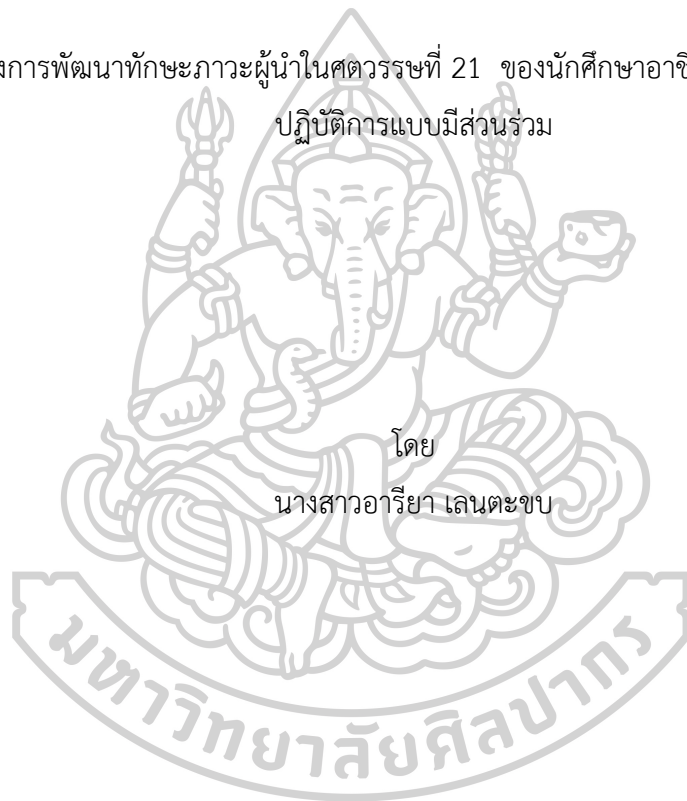 งการพัฒนาทักษะภาวะผู้นำในศตวรรษที่ 21 ของนักศึกษาอาชี
ปฏิบัติการแบบมีส่วนร่วม
โดย
นางสาวอารียา เลนตะขบ
มหาวิทยาลัยศิลปากร